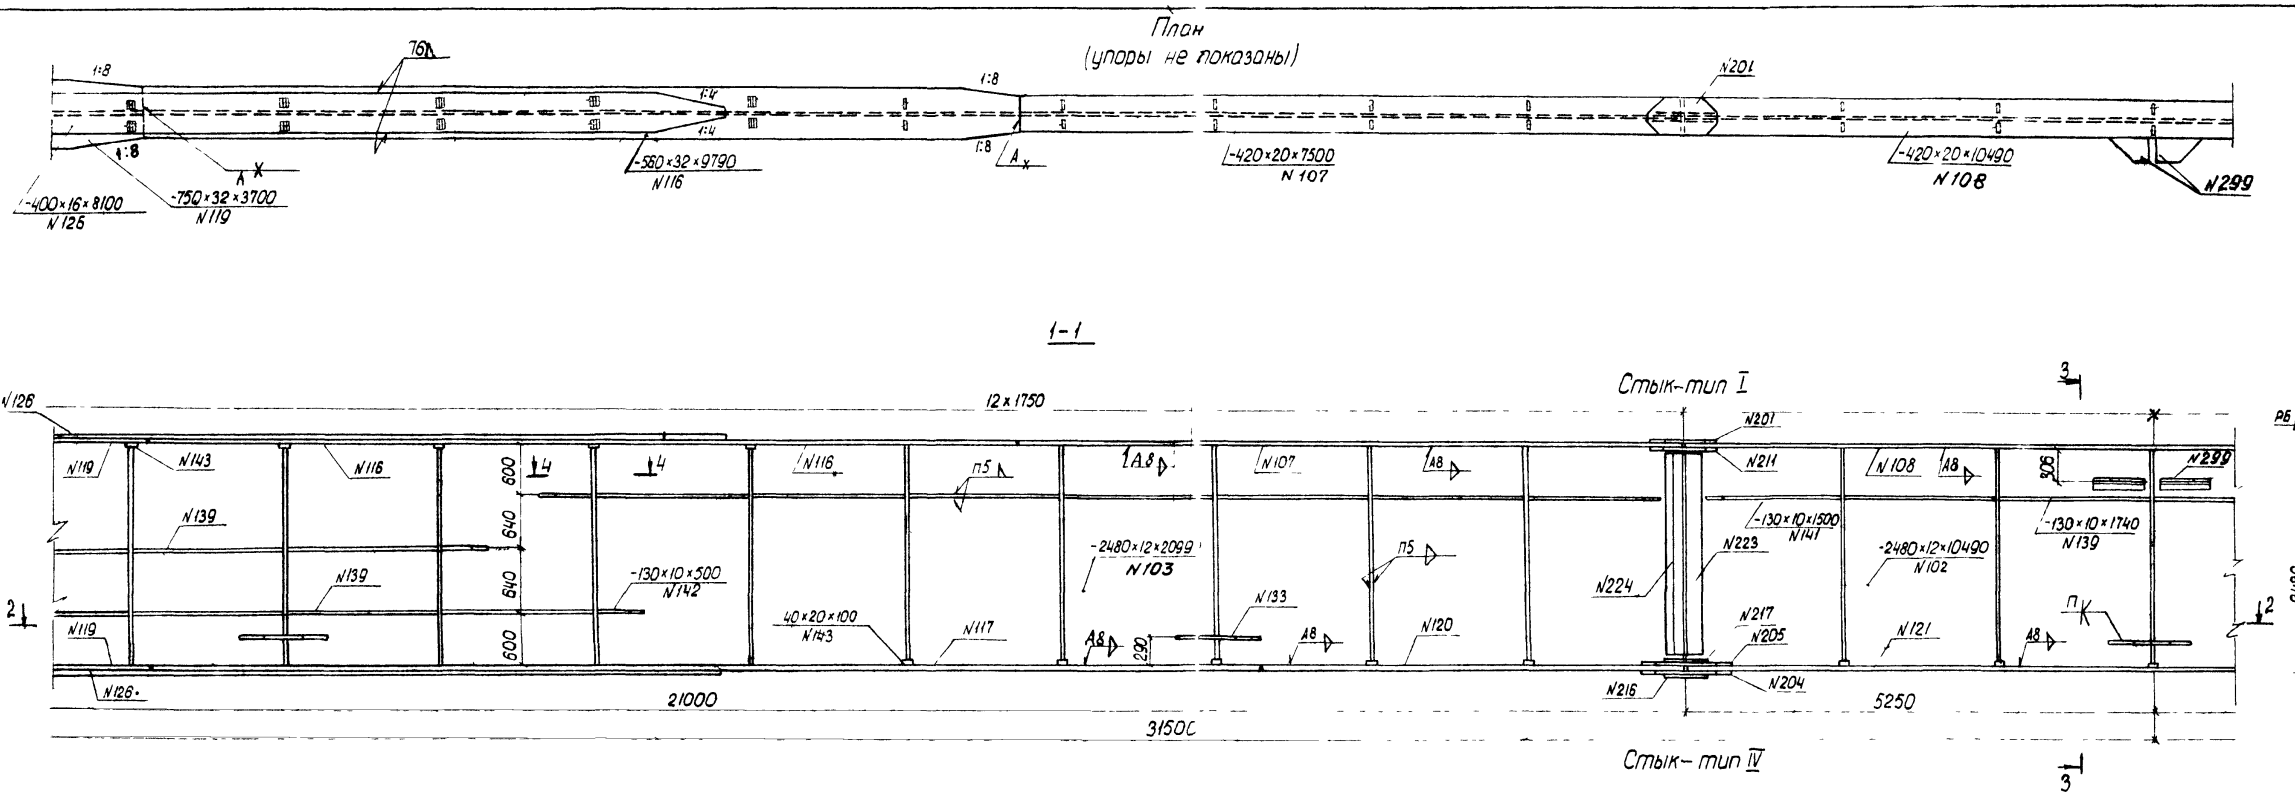 План
(упоры не показаны)
1:8
1:4
1:8
N201
1:8
1:4
1:8
А
А
-560×32×9790
N116
-420×20×7500
N107
-420×20×10490
N108
N299
-400×16×8100
N126
-750×32×3700
N119
1-1
Стык-тип I
3
N126
12×1750
N201
N119
N143
N116
600
4
4
N116
п5
А8
N107
А8
N211
N108
А8
308
N299
N139
640
-130×10×1500
N141
-130×10×1740
N139
-2480×12×2099
N103
п5
N223
-2480×12×10490
N102
N139
640
-130×10×500
N142
N224
2
N133
П
2
40×20×100
N143
N217
N119
600
N117
А8
290
А8
N120
N205
N121
А8
N126
N216
N204
21000
5250
31500
Стык-тип IV
3